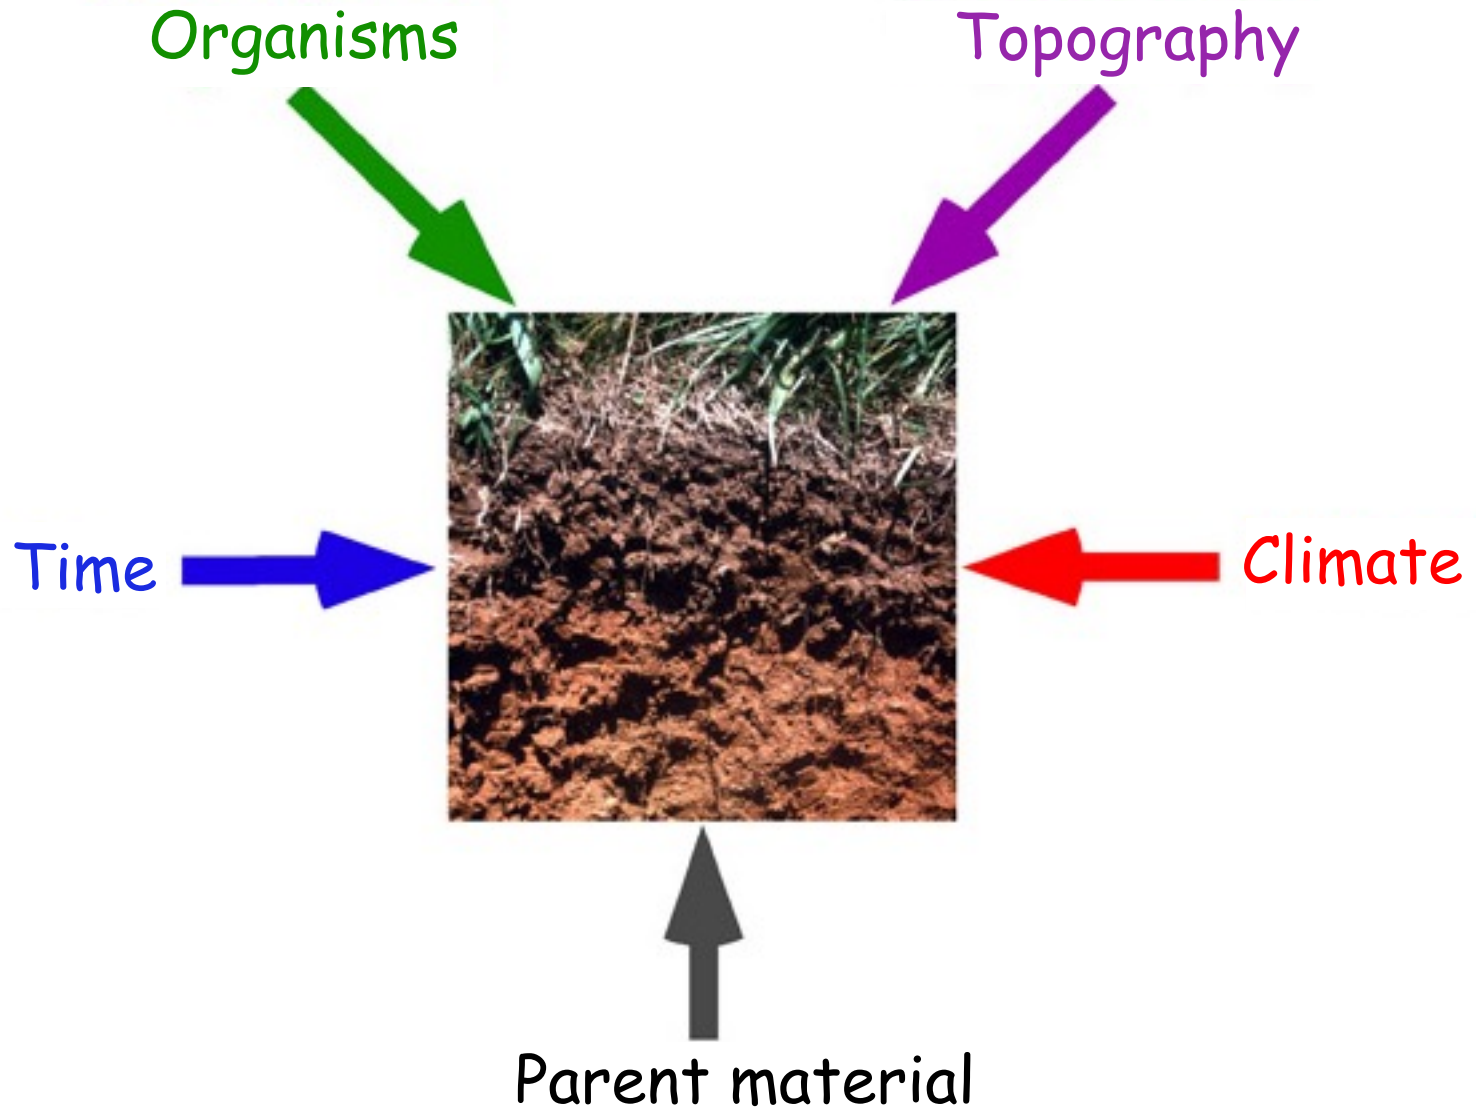 Organisms
Topography
Time
Climate
Parent material